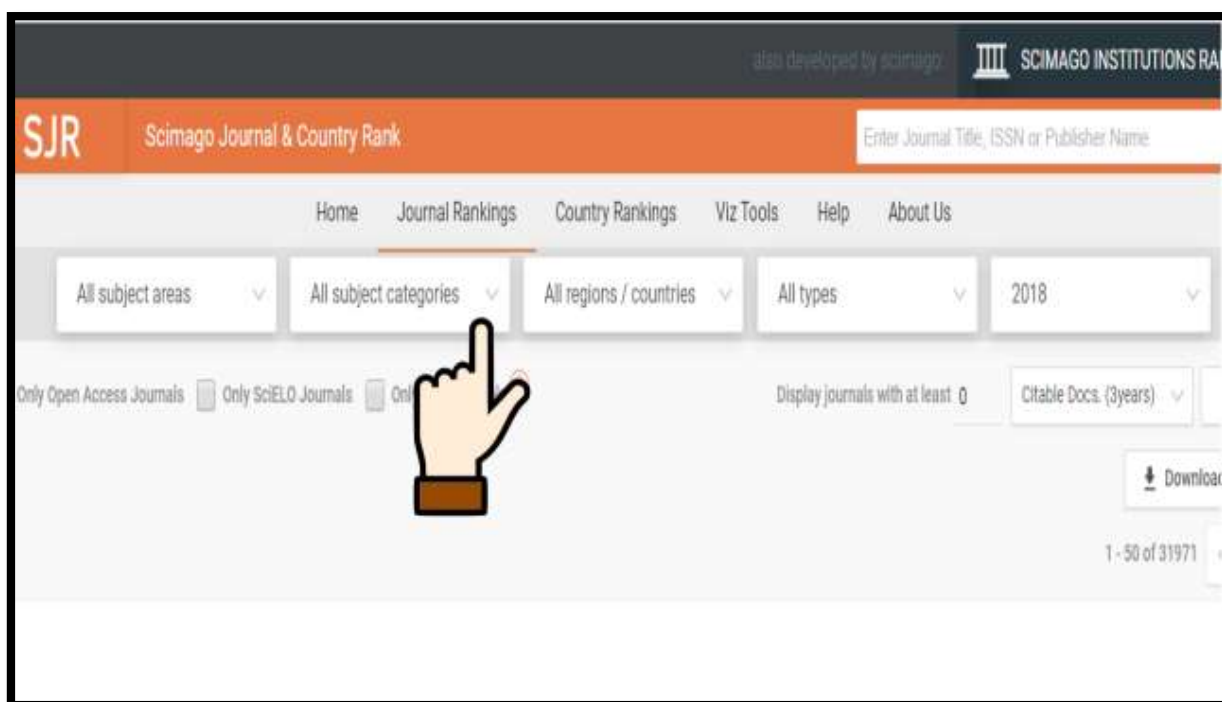 also developed by scimago
SCIMAGO INSTITUTIONS RA
SJR
Scimago Journal & Country Rank
Enter Journal Title, ISSN or Publisher Name
Home Journal Rankings Country Rankings Viz Tools Help About Us
All subject areas All subject categories All regions / countries All types 2018
Only Open Access Journals Only SciELO Journals Display journals with at least 0 Citable Docs. (3years)
Download
1 - 50 of 31971